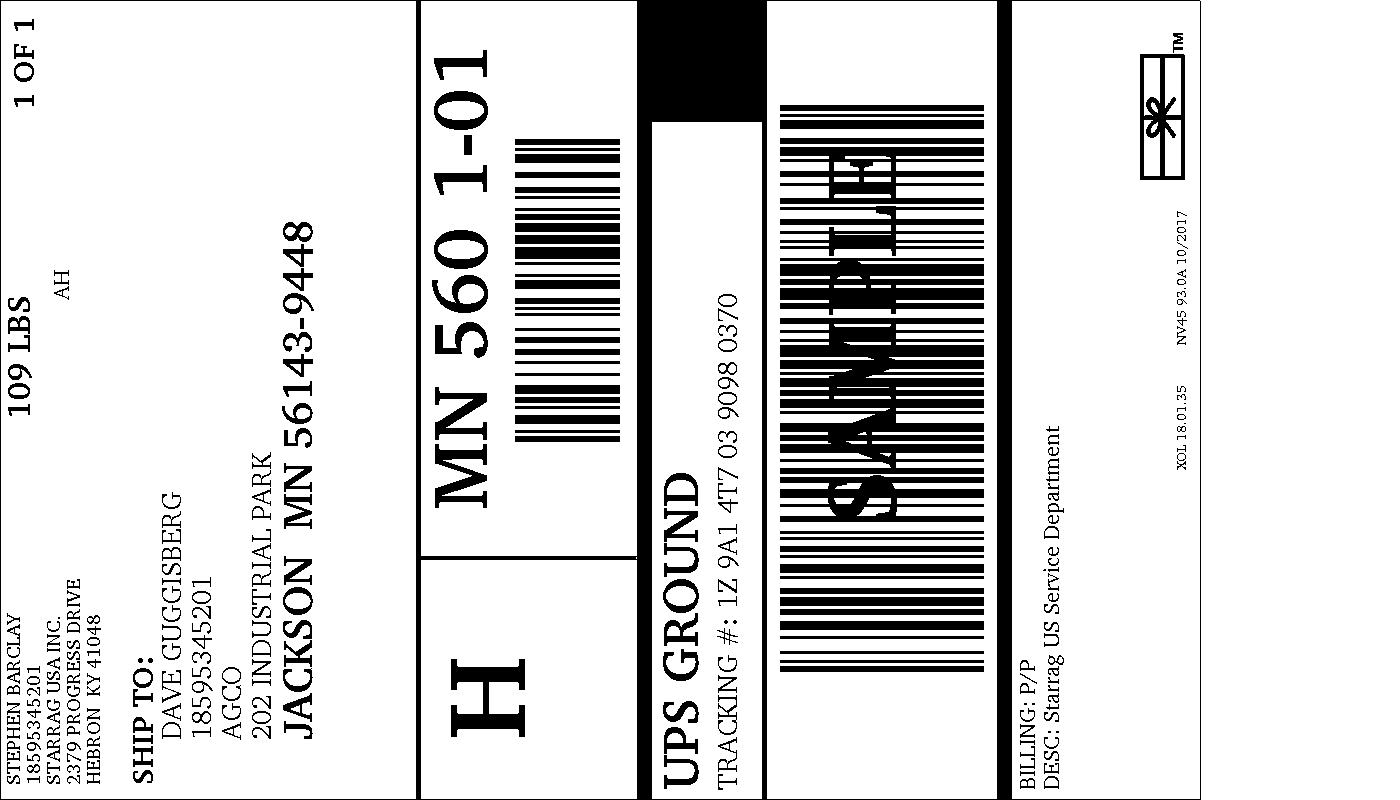 STEPHEN BARCLAY
18595345201
STARRAG USA INC.
2379 PROGRESS DRIVE
HEBRON KY 41048
109 LBS
1 OF 1
AH
SHIP TO:
DAVE GUGGISBERG
18595345201
AGCO
202 INDUSTRIAL PARK
JACKSON MN 56143-9448
H
MN 560 1-01
UPS GROUND
TRACKING #: 1Z 9A1 4T7 03 9098 0370
SAMPLE
BILLING: P/P
DESC: Starrag US Service Department
XOL 18.01.35 NV45 93.0A 10/2017
TM